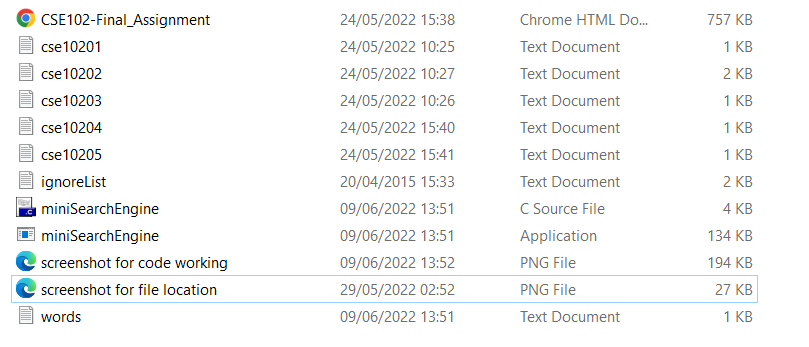 CSE102-Final_Assignment 24/05/2022 15:38 Chrome HTML Do... 757 KB
cse10201 24/05/2022 10:25 Text Document 1 KB
cse10202 24/05/2022 10:27 Text Document 2 KB
cse10203 24/05/2022 10:26 Text Document 1 KB
cse10204 24/05/2022 15:40 Text Document 1 KB
cse10205 24/05/2022 15:41 Text Document 1 KB
ignoreList 20/04/2015 15:33 Text Document 2 KB
miniSearchEngine 09/06/2022 13:51 C Source File 4 KB
miniSearchEngine 09/06/2022 13:51 Application 134 KB
screenshot for code working 09/06/2022 13:52 PNG File 194 KB
screenshot for file location 29/05/2022 02:52 PNG File 27 KB
words 09/06/2022 13:51 Text Document 1 KB